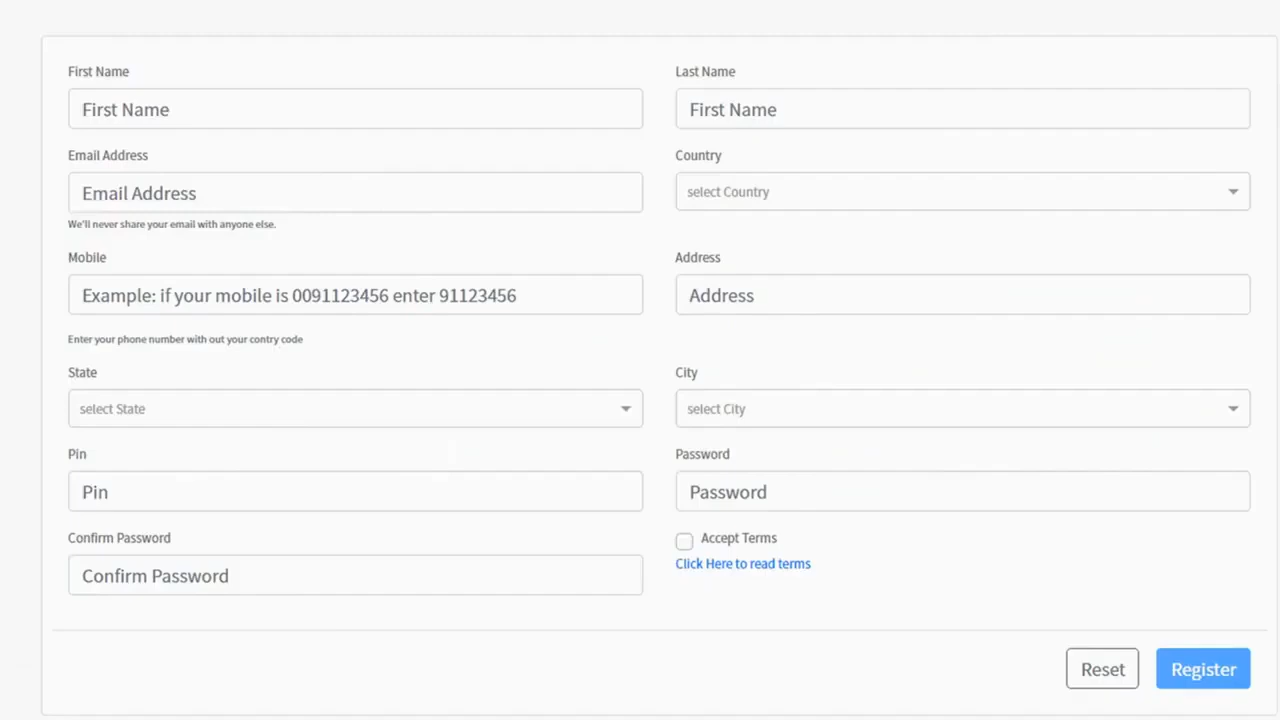 First Name
Last Name
First Name
First Name
Email Address
Country
Email Address
select Country
We'll never share your email with anyone else.
Mobile
Address
Example: if your mobile is 0091123456 enter 91123456
Address
Enter your phone number with out your contry code
State
City
select State
select City
Pin
Password
Pin
Password
Confirm Password
Accept Terms
Click Here to read terms
Confirm Password
Reset
Register